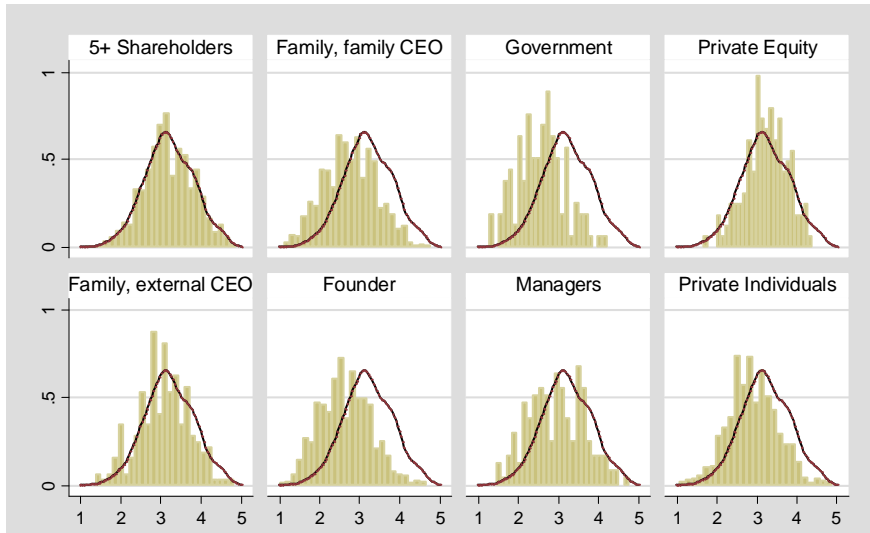 5+ Shareholders Family, family CEO Government Private Equity
1
.5
0
Family, external CEO Founder Managers Private Individuals
1
.5
0
1 2 3 4 5 1 2 3 4 5 1 2 3 4 5 1 2 3 4 5